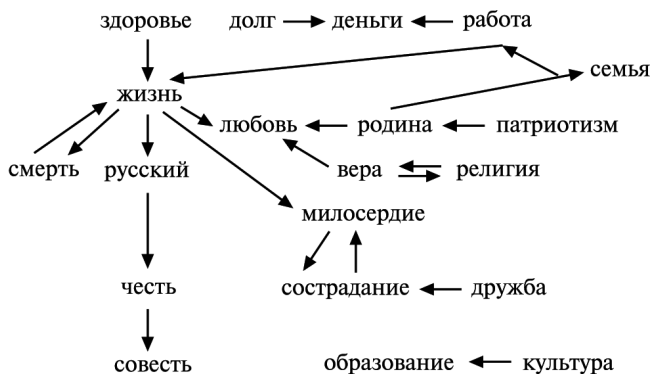 здоровье долг деньги работа
семья
жизнь
любовь родина патриотизм
смерть русский вера религия
милосердие
честь сострадание дружба
совесть образование культура